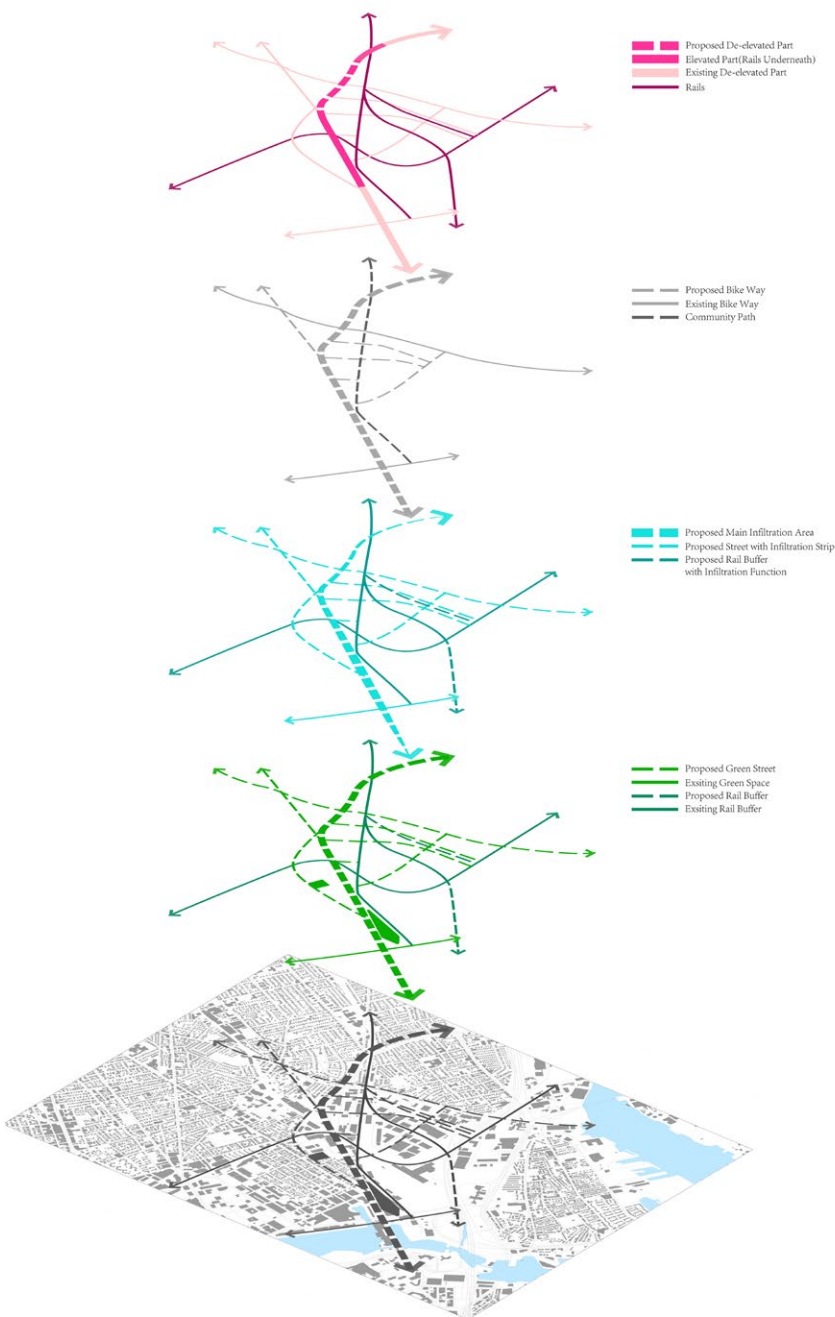 Proposed De-elevated Part
Elevated Part(Rails Underneath)
Existing De-elevated Part
Rails
Proposed Bike Way
Existing Bike Way
Community Path
Proposed Main Infiltration Area
Proposed Street with Infiltration Strip
Proposed Rail Buffer
with Infiltration Function
Proposed Green Street
Exsiting Green Space
Proposed Rail Buffer
Exsiting Rail Buffer